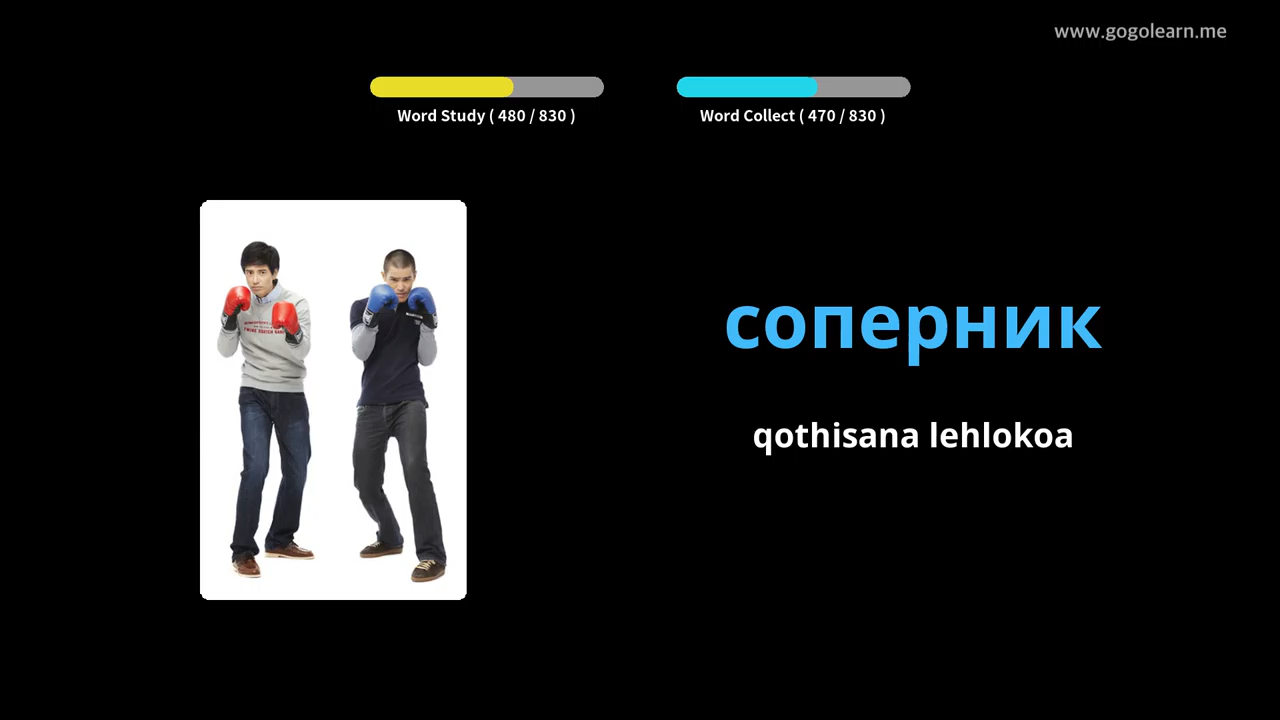 www.gogolearn.me
Word Study ( 480 / 830 )
Word Collect ( 470 / 830 )
соперник
qothisana lehlokoa